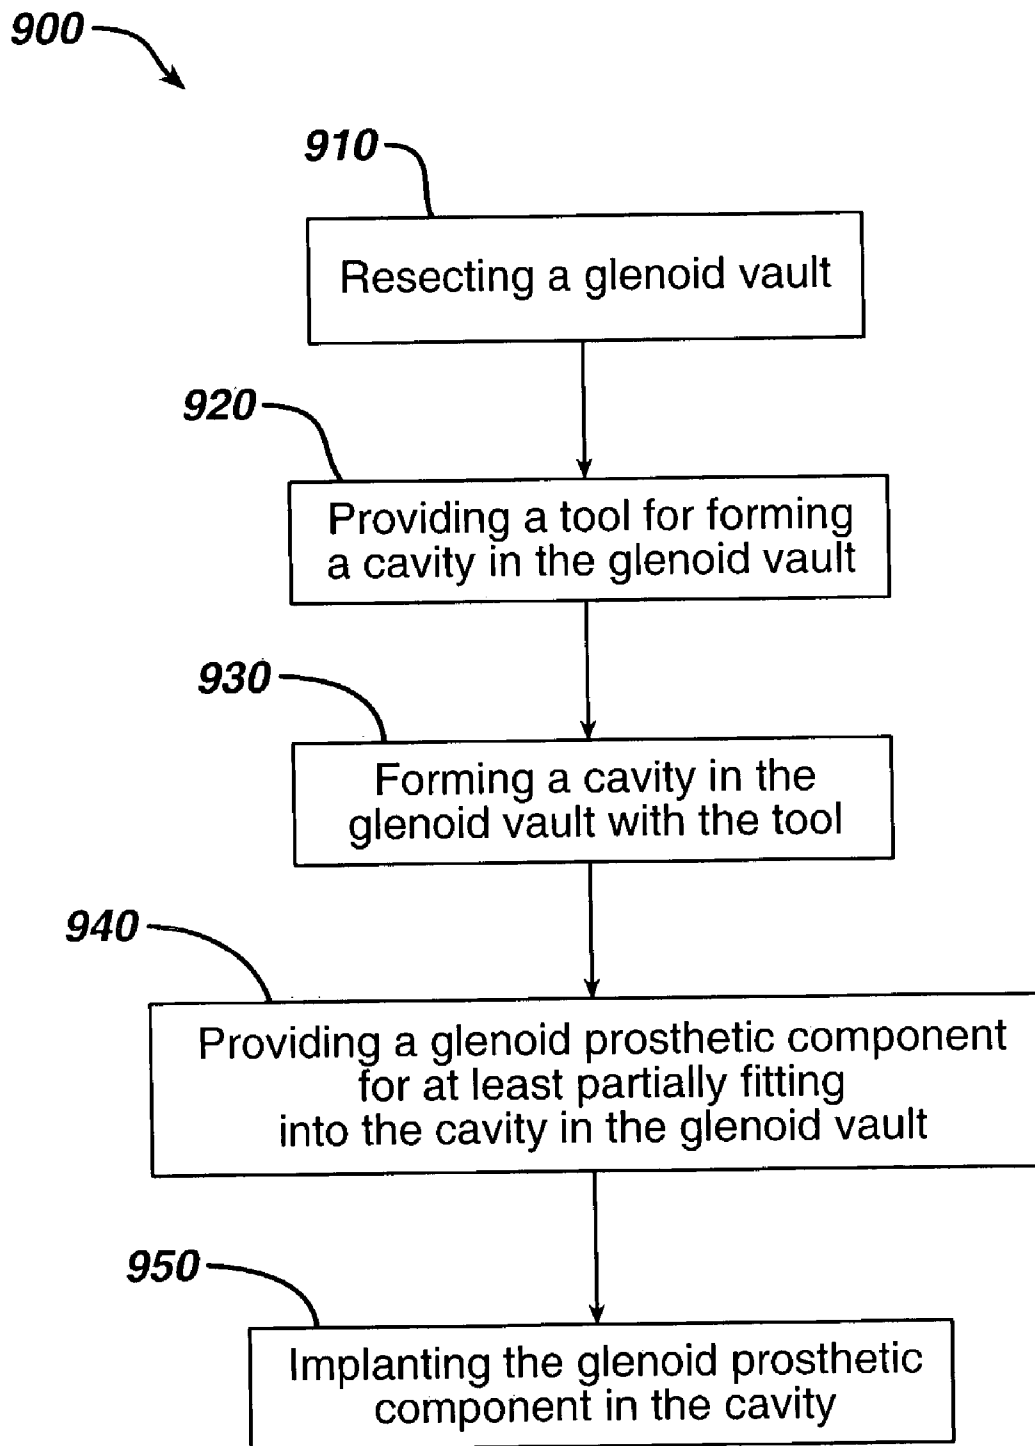 900
910
Resecting a glenoid vault
920
Providing a tool for forming
a cavity in the glenoid vault
930
Forming a cavity in the
glenoid vault with the tool
940
Providing a glenoid prosthetic component
for at least partially fitting
into the cavity in the glenoid vault
950
Implanting the glenoid prosthetic
component in the cavity